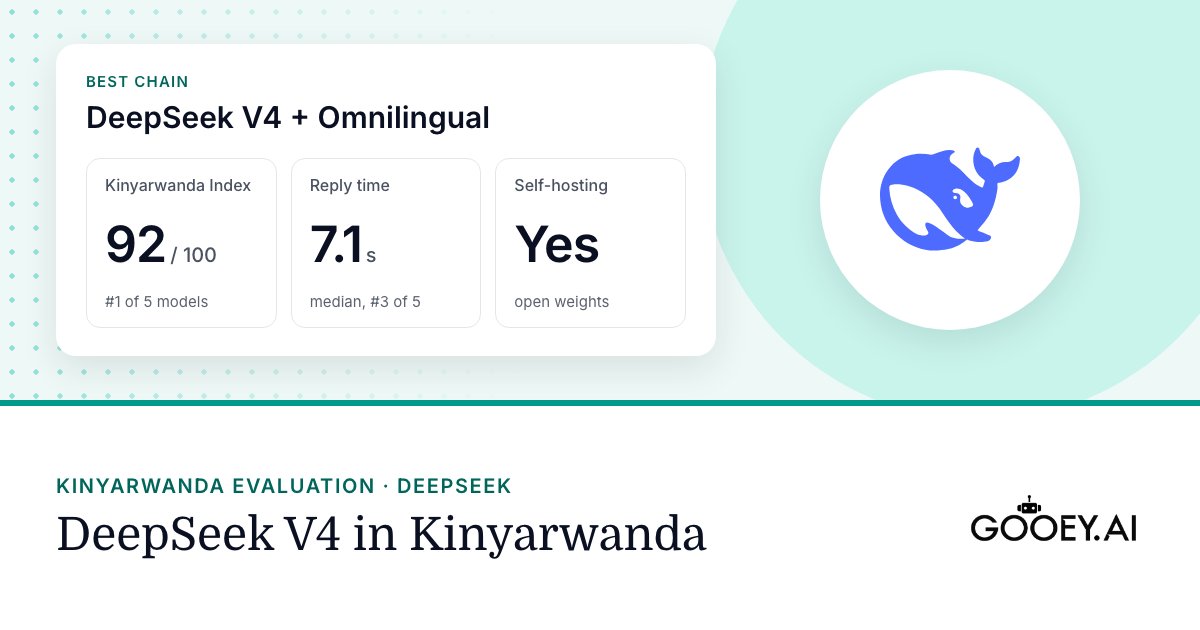 BEST CHAIN
DeepSeek V4 + Omnilingual
Kinyarwanda Index
92 / 100
#1 of 5 models
Reply time
7.1 s
median, #3 of 5
Self-hosting
Yes
open weights
KINYARWANDA EVALUATION · DEEPSEEK
DeepSeek V4 in Kinyarwanda
GOOEY.AI